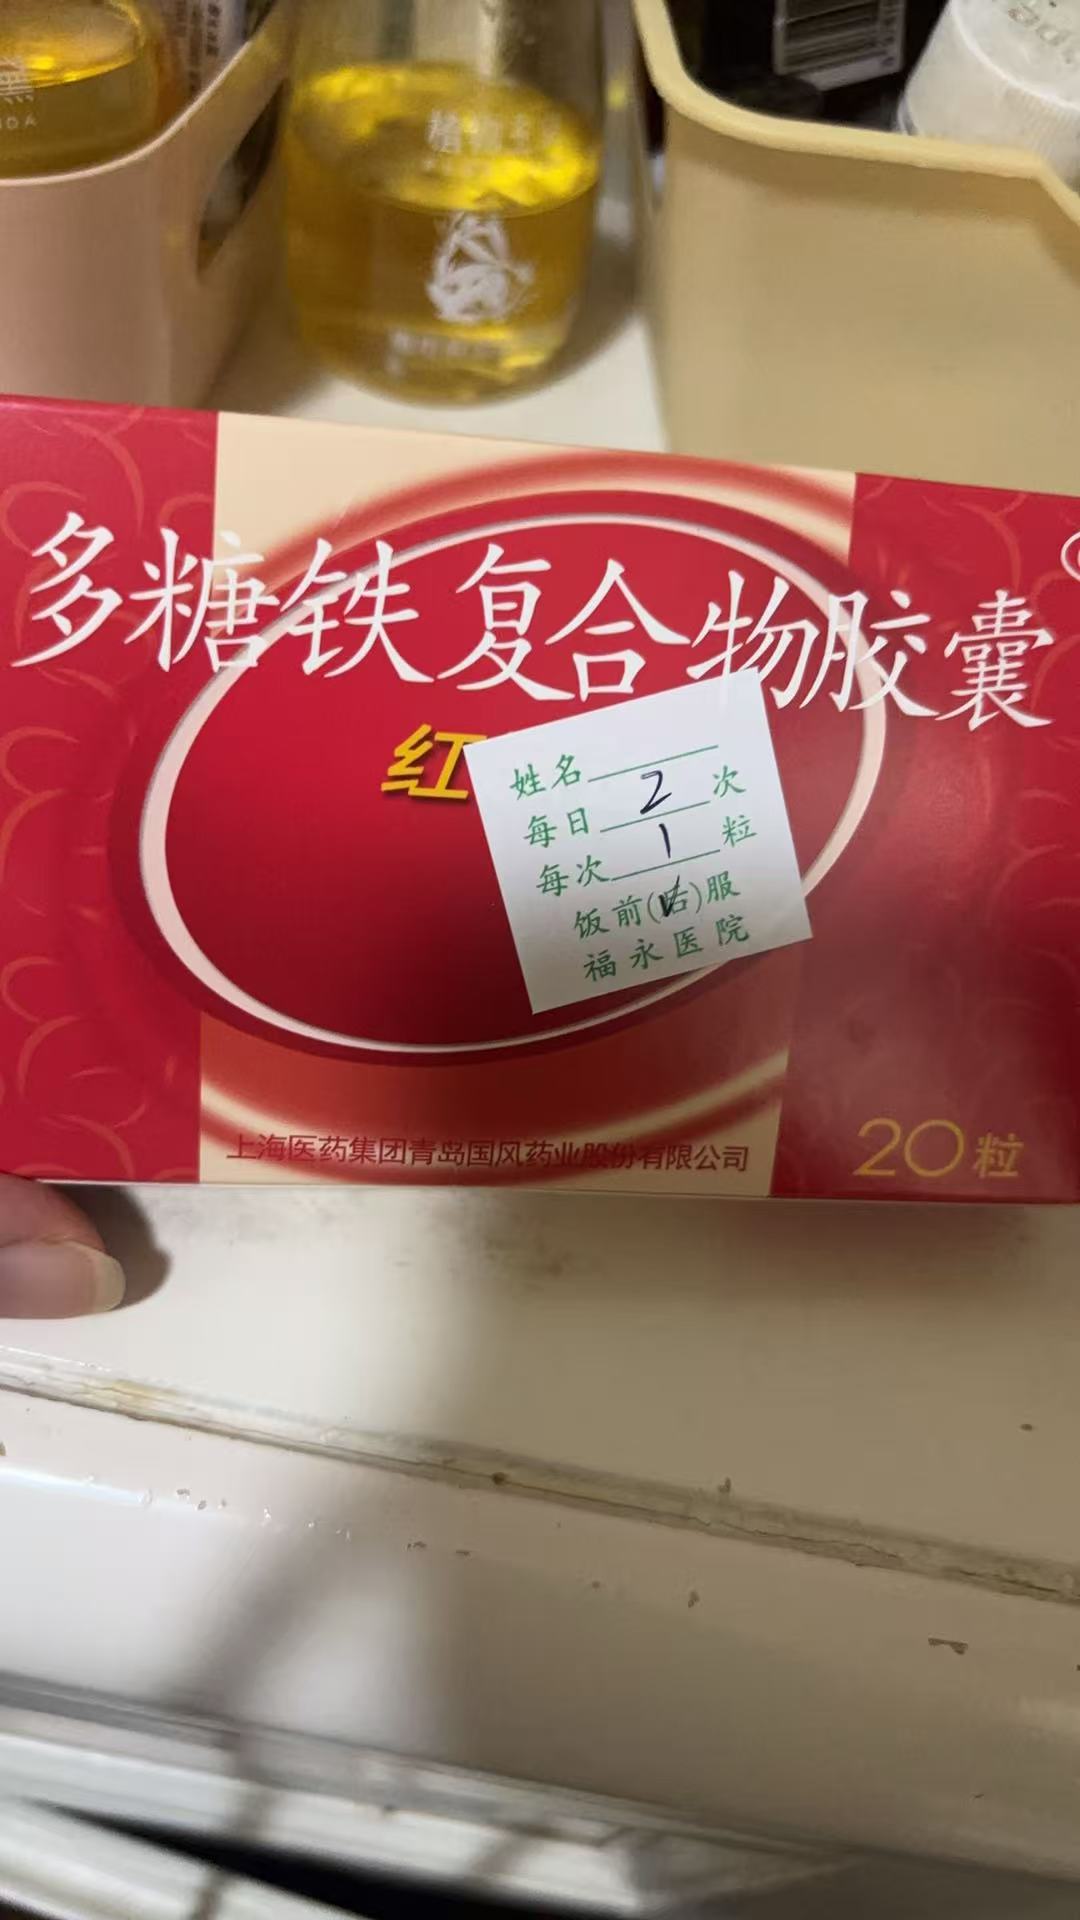 植物
多糖铁复合物胶囊
红
姓名
每日 2 次
每次 1 粒
饭前(后)服
福永医院
上海医药集团青岛国风药业股份有限公司
20粒